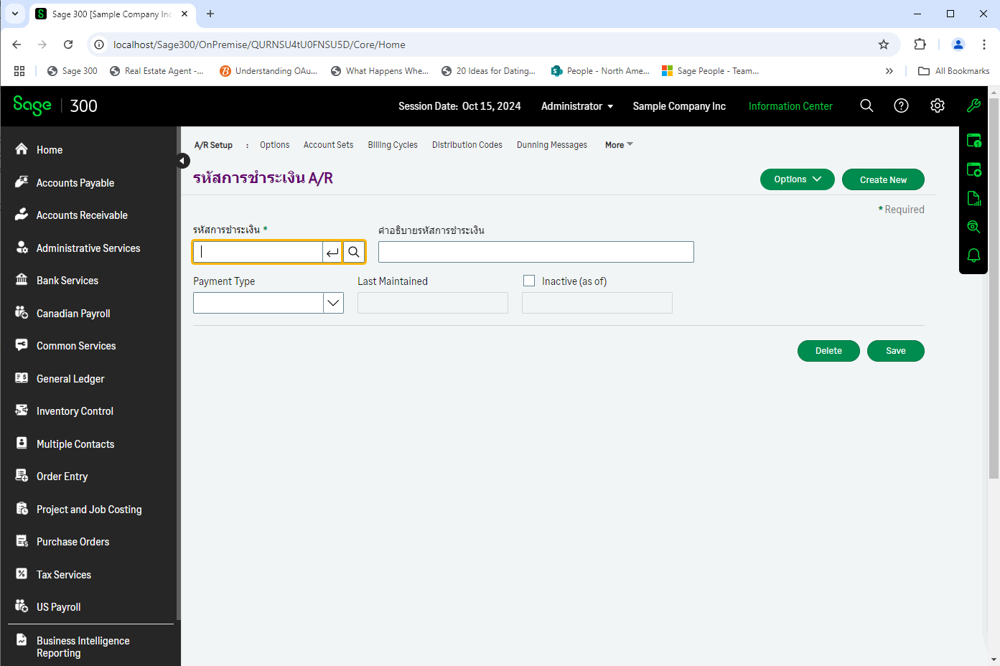 Sage 300 [Sample Company Inc
localhost/Sage300/OnPremise/QURNSU4tU0FNSU5D/Core/Home
Sage 300
Real Estate Agent -...
Understanding OAu...
What Happens Whe...
20 Ideas for Dating...
People - North Ame...
Sage People - Team...
All Bookmarks
Sage 300
Session Date: Oct 15, 2024
Administrator
Sample Company Inc
Information Center
Home
Accounts Payable
Accounts Receivable
Administrative Services
Bank Services
Canadian Payroll
Common Services
General Ledger
Inventory Control
Multiple Contacts
Order Entry
Project and Job Costing
Purchase Orders
Tax Services
US Payroll
Business Intelligence
Reporting
A/R Setup : Options Account Sets Billing Cycles Distribution Codes Dunning Messages More
รหัสการชำระเงิน A/R
Options
Create New
* Required
รหัสการชำระเงิน *
คำอธิบายรหัสการชำระเงิน
Payment Type
Last Maintained
Inactive (as of)
Delete
Save